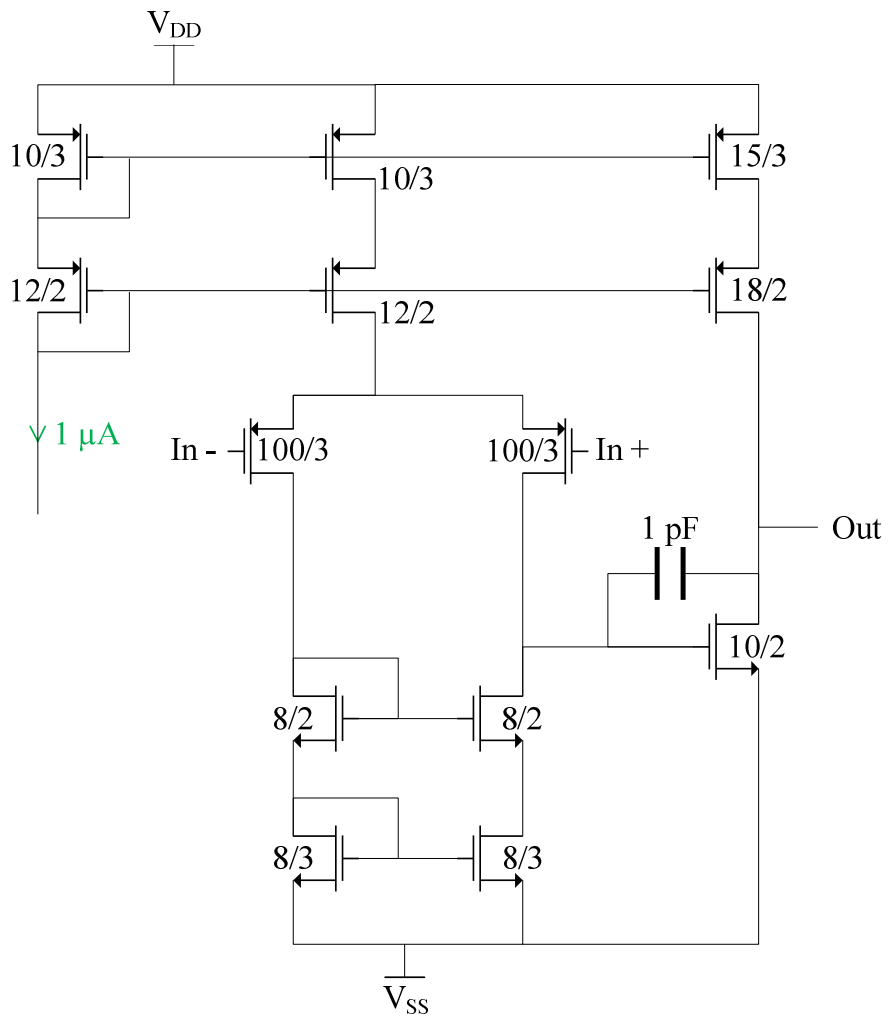 V_DD
10/3
10/3
15/3
12/2
12/2
18/2
1 µA
In -
100/3
100/3
In +
1 pF
Out
10/2
8/2
8/2
8/3
8/3
V_SS